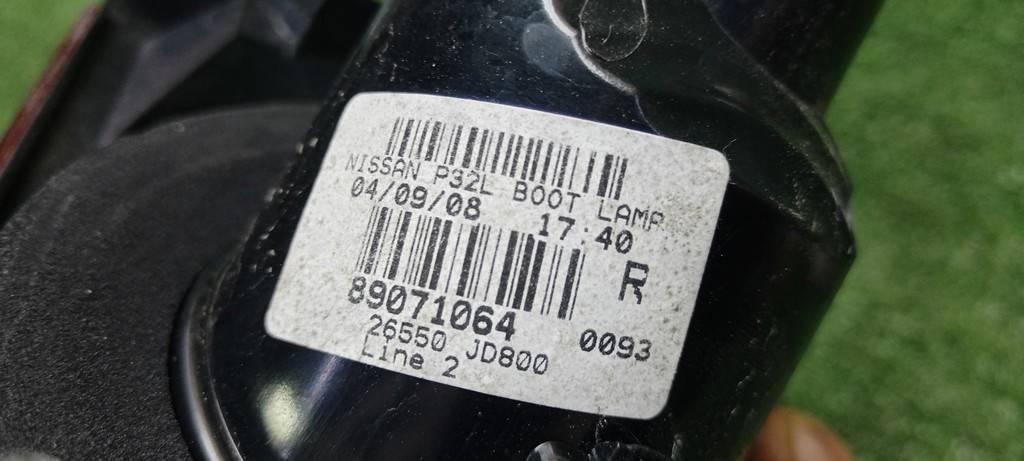 NISSAN P32L BOOT LAMP
04/09/08 17:40
R
89071064
0093
26550 JD800
Line 2